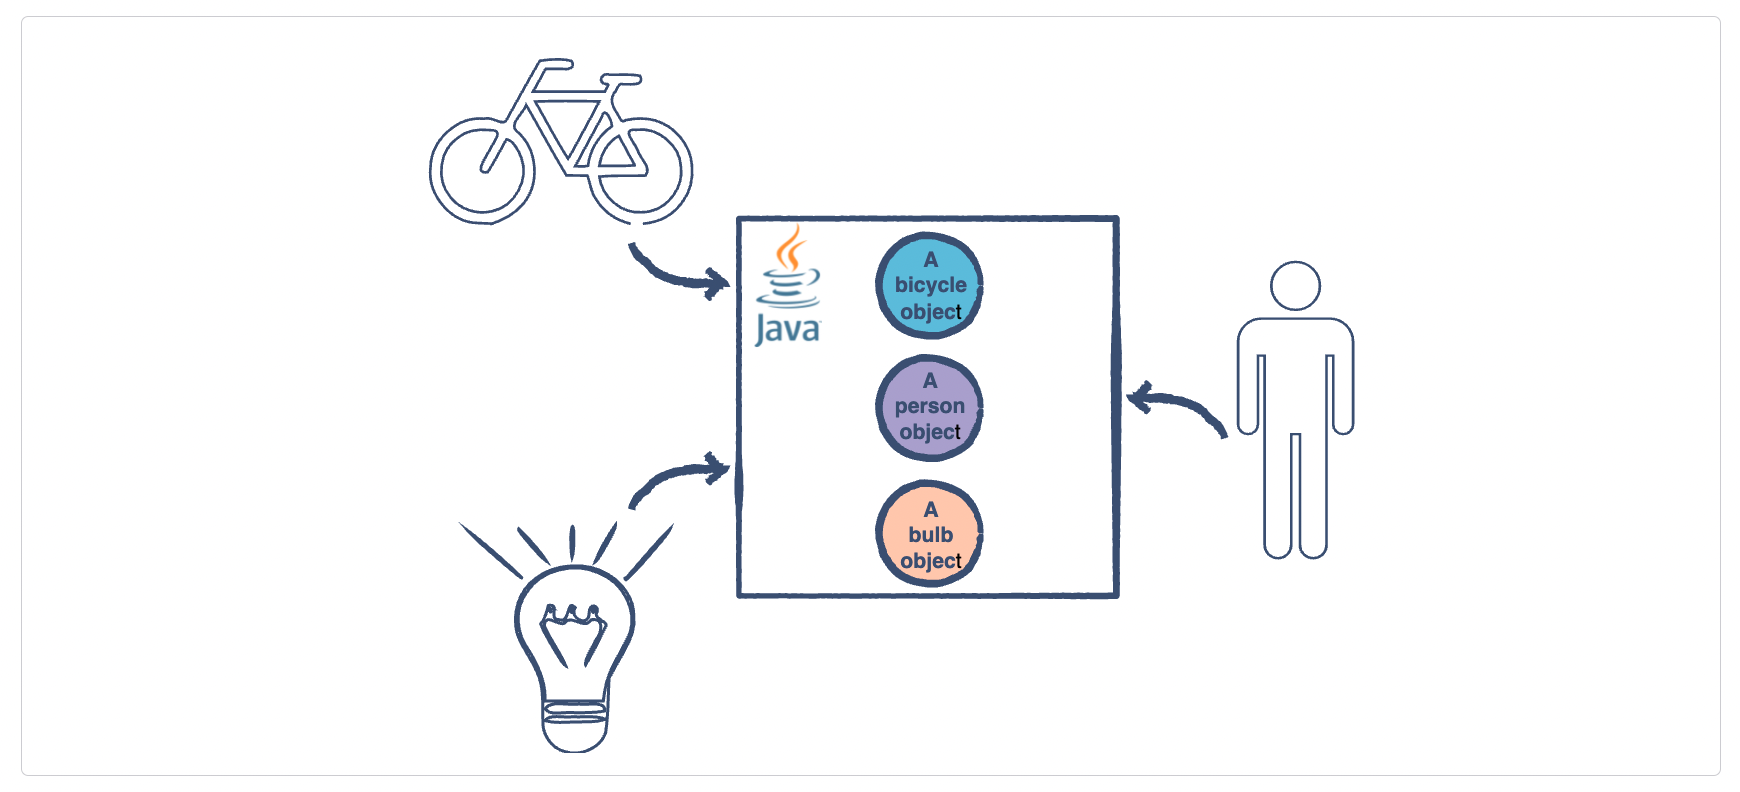 Java
A
bicycle
object
A
person
object
A
bulb
object